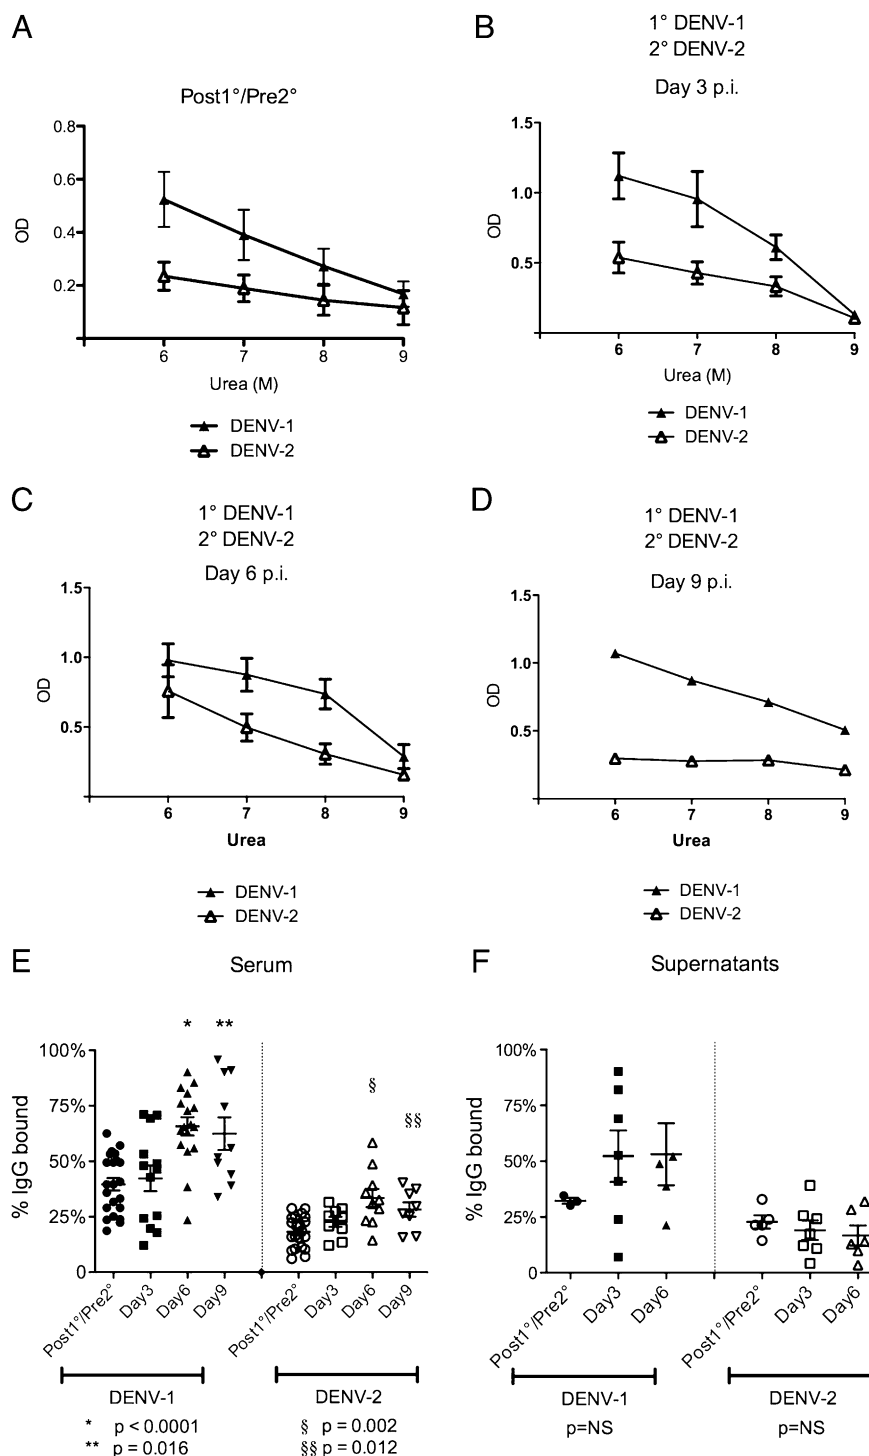 A
Post1°/Pre2°
0.8
0.6
0.4
0.2
OD
6 7 8 9
Urea (M)
DENV-1
DENV-2
B
1° DENV-1
2° DENV-2
Day 3 p.i.
1.5
1.0
0.5
OD
6 7 8 9
Urea (M)
DENV-1
DENV-2
C
1° DENV-1
2° DENV-2
Day 6 p.i.
1.5
1.0
0.5
OD
6 7 8 9
Urea
DENV-1
DENV-2
D
1° DENV-1
2° DENV-2
Day 9 p.i.
1.5
1.0
0.5
OD
6 7 8 9
Urea
DENV-1
DENV-2
E
Serum
* **
§
§§
100%
75%
50%
25%
0
% IgG bound
Post1°/Pre2° Day3 Day6 Day9 Post1°/Pre2° Day3 Day6 Day9
DENV-1 DENV-2
* p < 0.0001 § p = 0.002
** p = 0.016 §§ p = 0.012
F
Supernatants
100%
75%
50%
25%
0
% IgG bound
Post1°/Pre2° Day3 Day6 Post1°/Pre2° Day3 Day6
DENV-1 DENV-2
p=NS p=NS